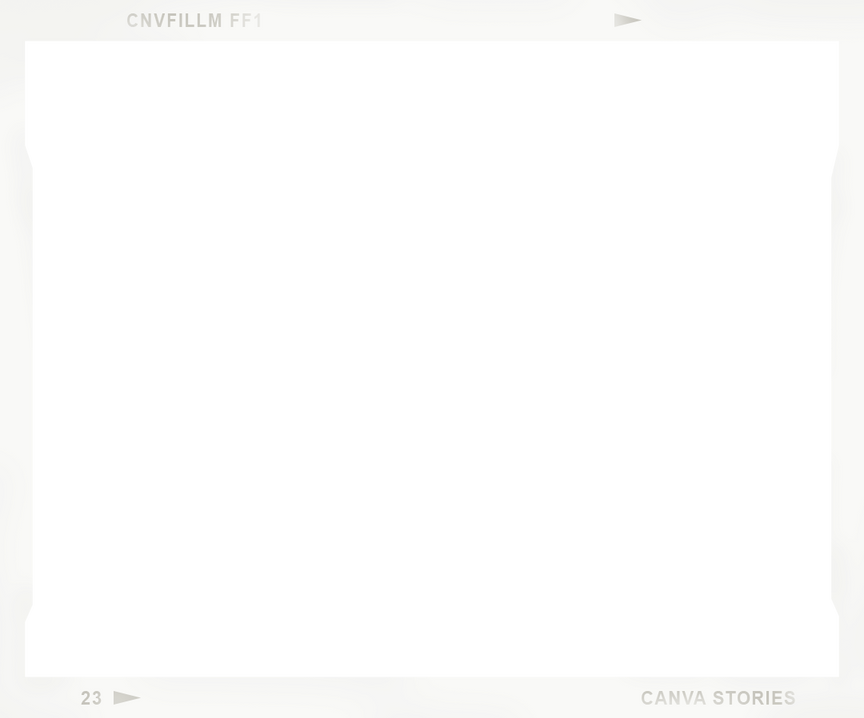 CNVFILLM FF1
23
CANVA STORIES